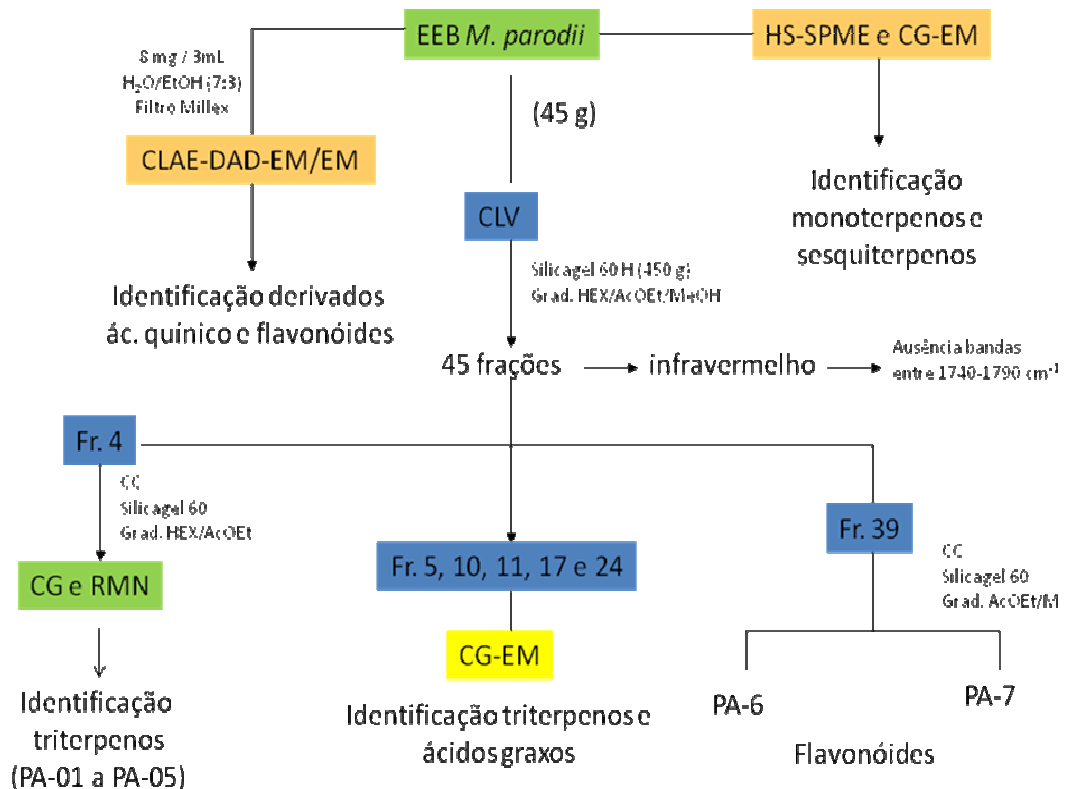 EEB M. parodii
HS-SPME e CG-EM
8 mg / 3mL
H₂O/EtOH (7:3)
Filtro Millex
(45 g)
CLAE-DAD-EM/EM
Identificação
monoterpenos e
sesquiterpenos
CLV
Silicagel 60 H (450 g)
Grad. HEX/AcOEt/MeOH
Identificação derivados
ác. quínico e flavonóides
45 frações
infravermelho
Ausência bandas
entre 1740-1790 cm⁻¹
Fr. 4
CC
Silicagel 60
Grad. HEX/AcOEt
Fr. 39
CC
Silicagel 60
Grad. AcOEt/M
Fr. 5, 10, 11, 17 e 24
CG e RMN
CG-EM
Identificação
triterpenos
(PA-01 a PA-05)
Identificação triterpenos e
ácidos graxos
PA-6
PA-7
Flavonóides